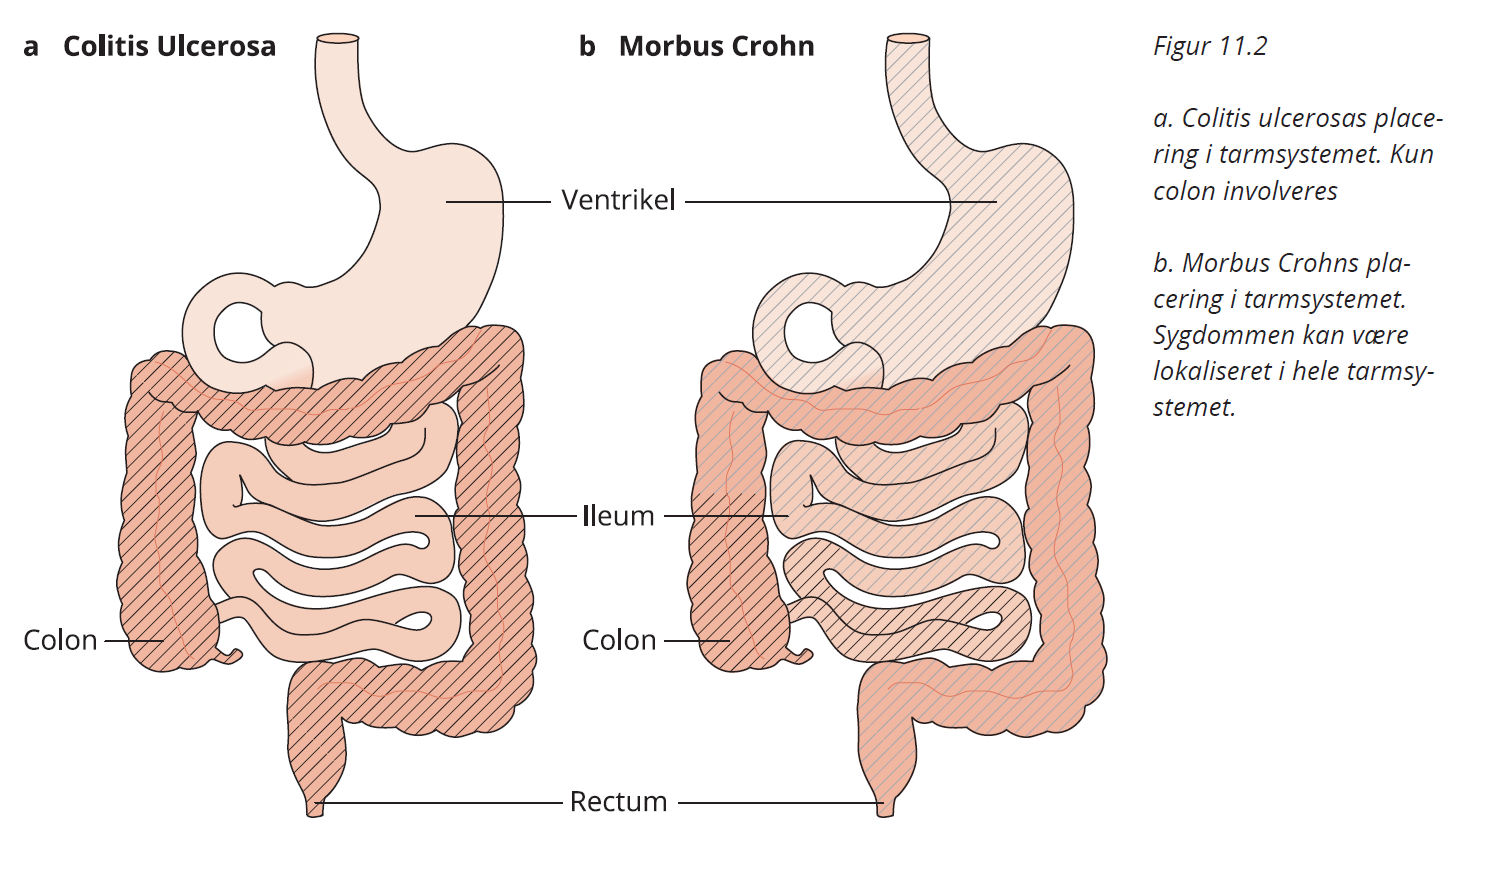 a Colitis Ulcerosa
b Morbus Crohn
Ventrikel
Ileum
Colon
Colon
Rectum
Figur 11.2
a. Colitis ulcerosas place-
ring i tarmsystemet. Kun
colon involveres
b. Morbus Crohns pla-
cering i tarmsystemet.
Sygdommen kan være
lokaliseret i hele tarmsy-
stemet.